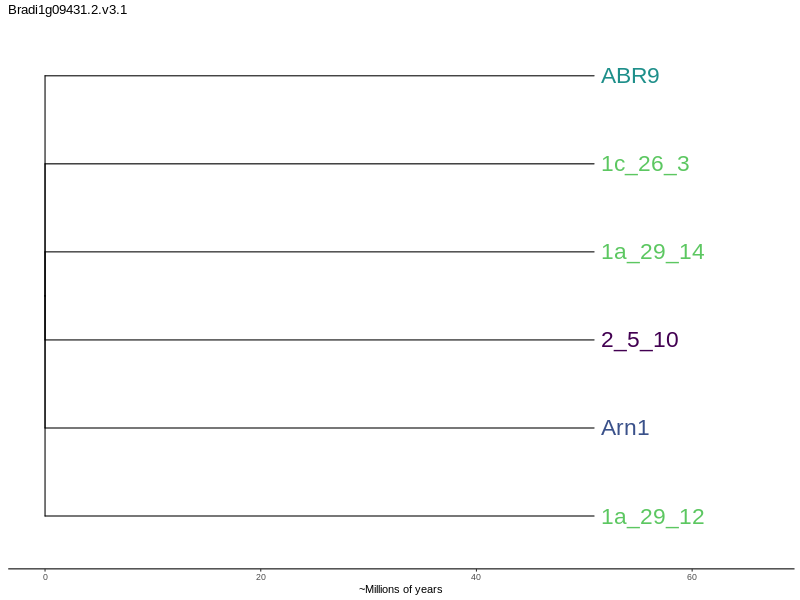 Bradi1g09431.2.v3.1
ABR9
1c_26_3
1a_29_14
2_5_10
Arn1
1a_29_12
0 20 40 60
~Millions of years